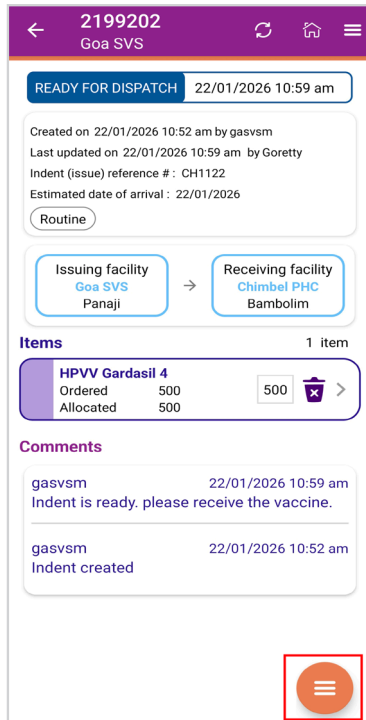 2199202
Goa SVS
READY FOR DISPATCH 22/01/2026 10:59 am
Created on 22/01/2026 10:52 am by gasvsm
Last updated on 22/01/2026 10:59 am by Goretty
Indent (issue) reference # : CH1122
Estimated date of arrival : 22/01/2026
Routine
Issuing facility
Goa SVS
Panaji
Receiving facility
Chimbel PHC
Bambolim
Items 1 item
HPVV Gardasil 4
Ordered 500
Allocated 500
500
Comments
gasvsm 22/01/2026 10:59 am
Indent is ready. please receive the vaccine.
gasvsm 22/01/2026 10:52 am
Indent created